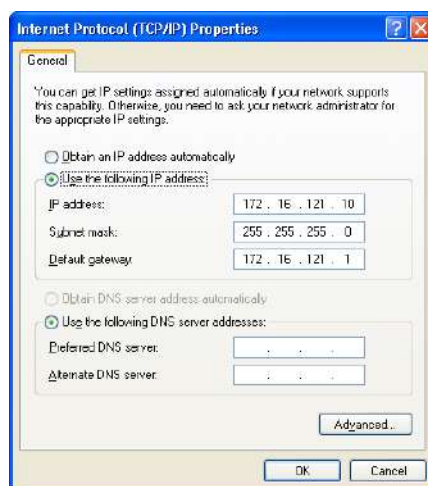 Internet Protocol (TCP/IP) Properties
General
You can get IP settings assigned automatically if your network supports
this capability. Otherwise, you need to ask your network administrator for
the appropriate IP settings.
Obtain an IP address automatically
Use the following IP address:
IP address: 172 . 16 . 121 . 10
Subnet mask: 255 . 255 . 255 . 0
Default gateway: 172 . 16 . 121 . 1
Obtain DNS server address automatically
Use the following DNS server addresses:
Preferred DNS server: . . .
Alternate DNS server: . . .
Advanced...
OK Cancel